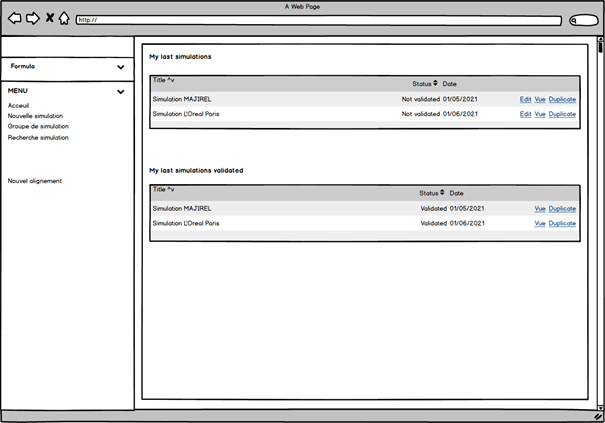 A Web Page
http://
Formula
MENU
Acceuil
Nouvelle simulation
Groupe de simulation
Recherche simulation
Nouvel alignement
My last simulations
Title ^v Status Date
Simulation MAJIREL Not validated 01/05/2021 Edit Vue Duplicate
Simulation L'Oreal Paris Not validated 01/06/2021 Edit Vue Duplicate
My last simulations validated
Title ^v Status Date
Simulation MAJIREL Validated 01/05/2021 Vue Duplicate
Simulation L'Oreal Paris Validated 01/06/2021 Vue Duplicate